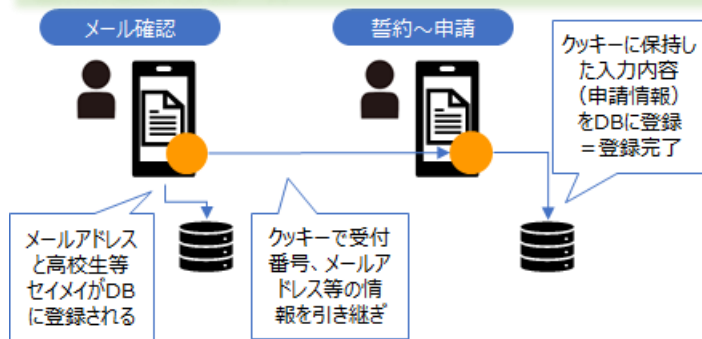 メール確認
誓約～申請
クッキーに保持し
た入力内容
（申請情報）
をDBに登録
＝登録完了
メールアドレス
と高校生等
セイメイがDB
に登録される
クッキーで受付
番号、メールア
ドレス等の情
報を引き継ぎ